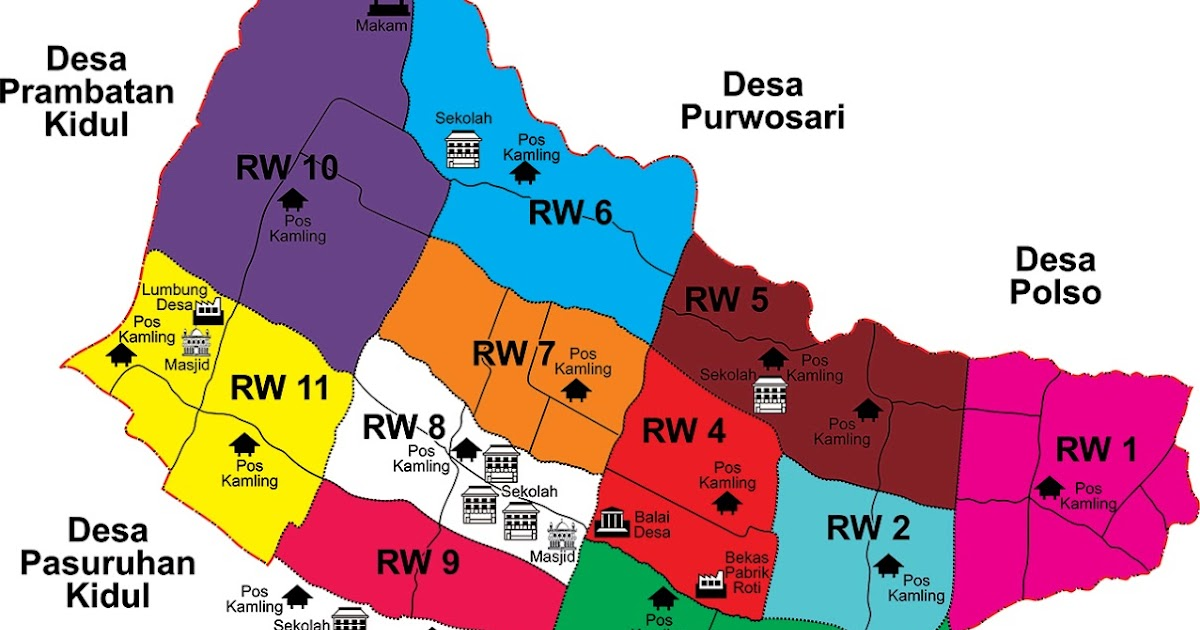 Makam
Desa
Prambatan
Kidul
Desa
Purwosari
Sekolah
Pos
Kamling
RW 10
Pos
Kamling
RW 6
Desa
Polso
Lumbung
Desa
Pos
Kamling
Masjid
RW 5
RW 7
Pos
Kamling
Sekolah
Pos
Kamling
Pos
Kamling
RW 11
Pos
Kamling
RW 8
Pos
Kamling
Sekolah
Masjid
RW 4
Pos
Kamling
Balai
Desa
Bekas
Pabrik
Roti
RW 1
Pos
Kamling
RW 2
Pos
Kamling
Desa
Pasuruhan
Kidul
RW 9
Pos
Kamling
Sekolah
Pos